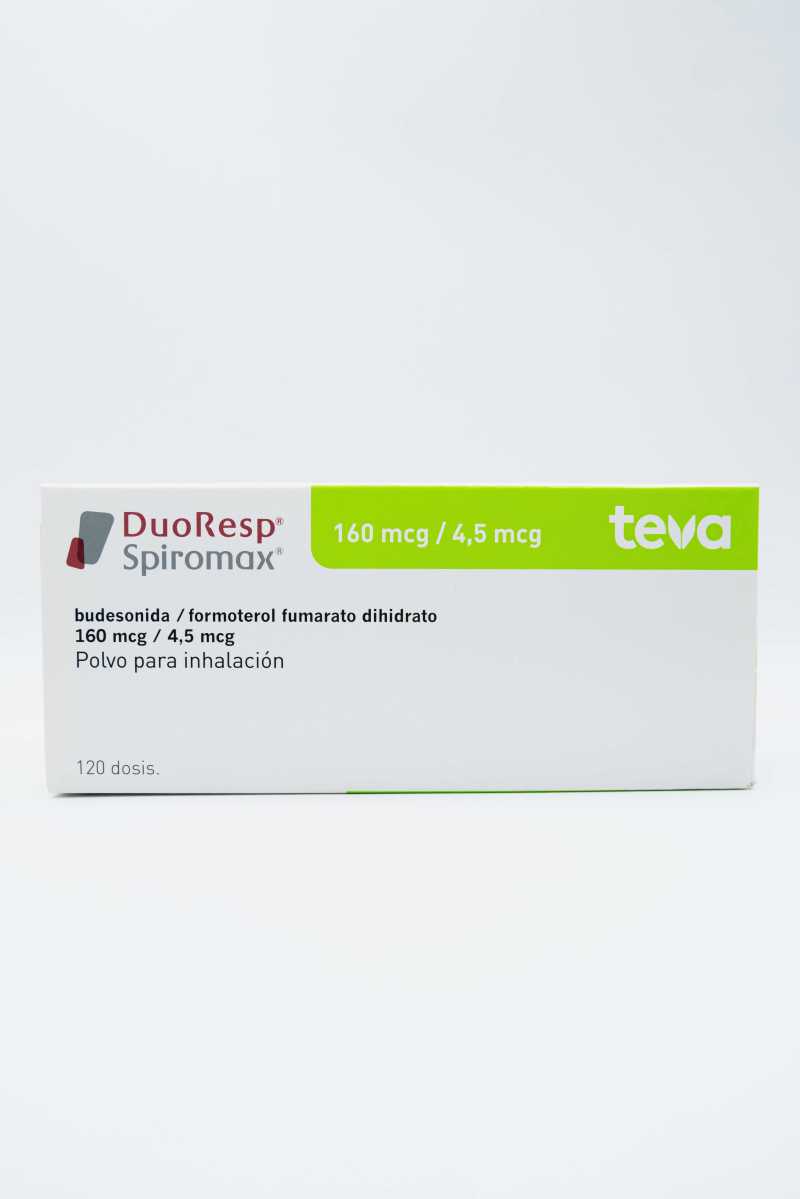 DuoResp®
Spiromax®
160 mcg / 4,5 mcg
teva
budesonida / formoterol fumarato dihidrato
160 mcg / 4,5 mcg
Polvo para inhalación
120 dosis.